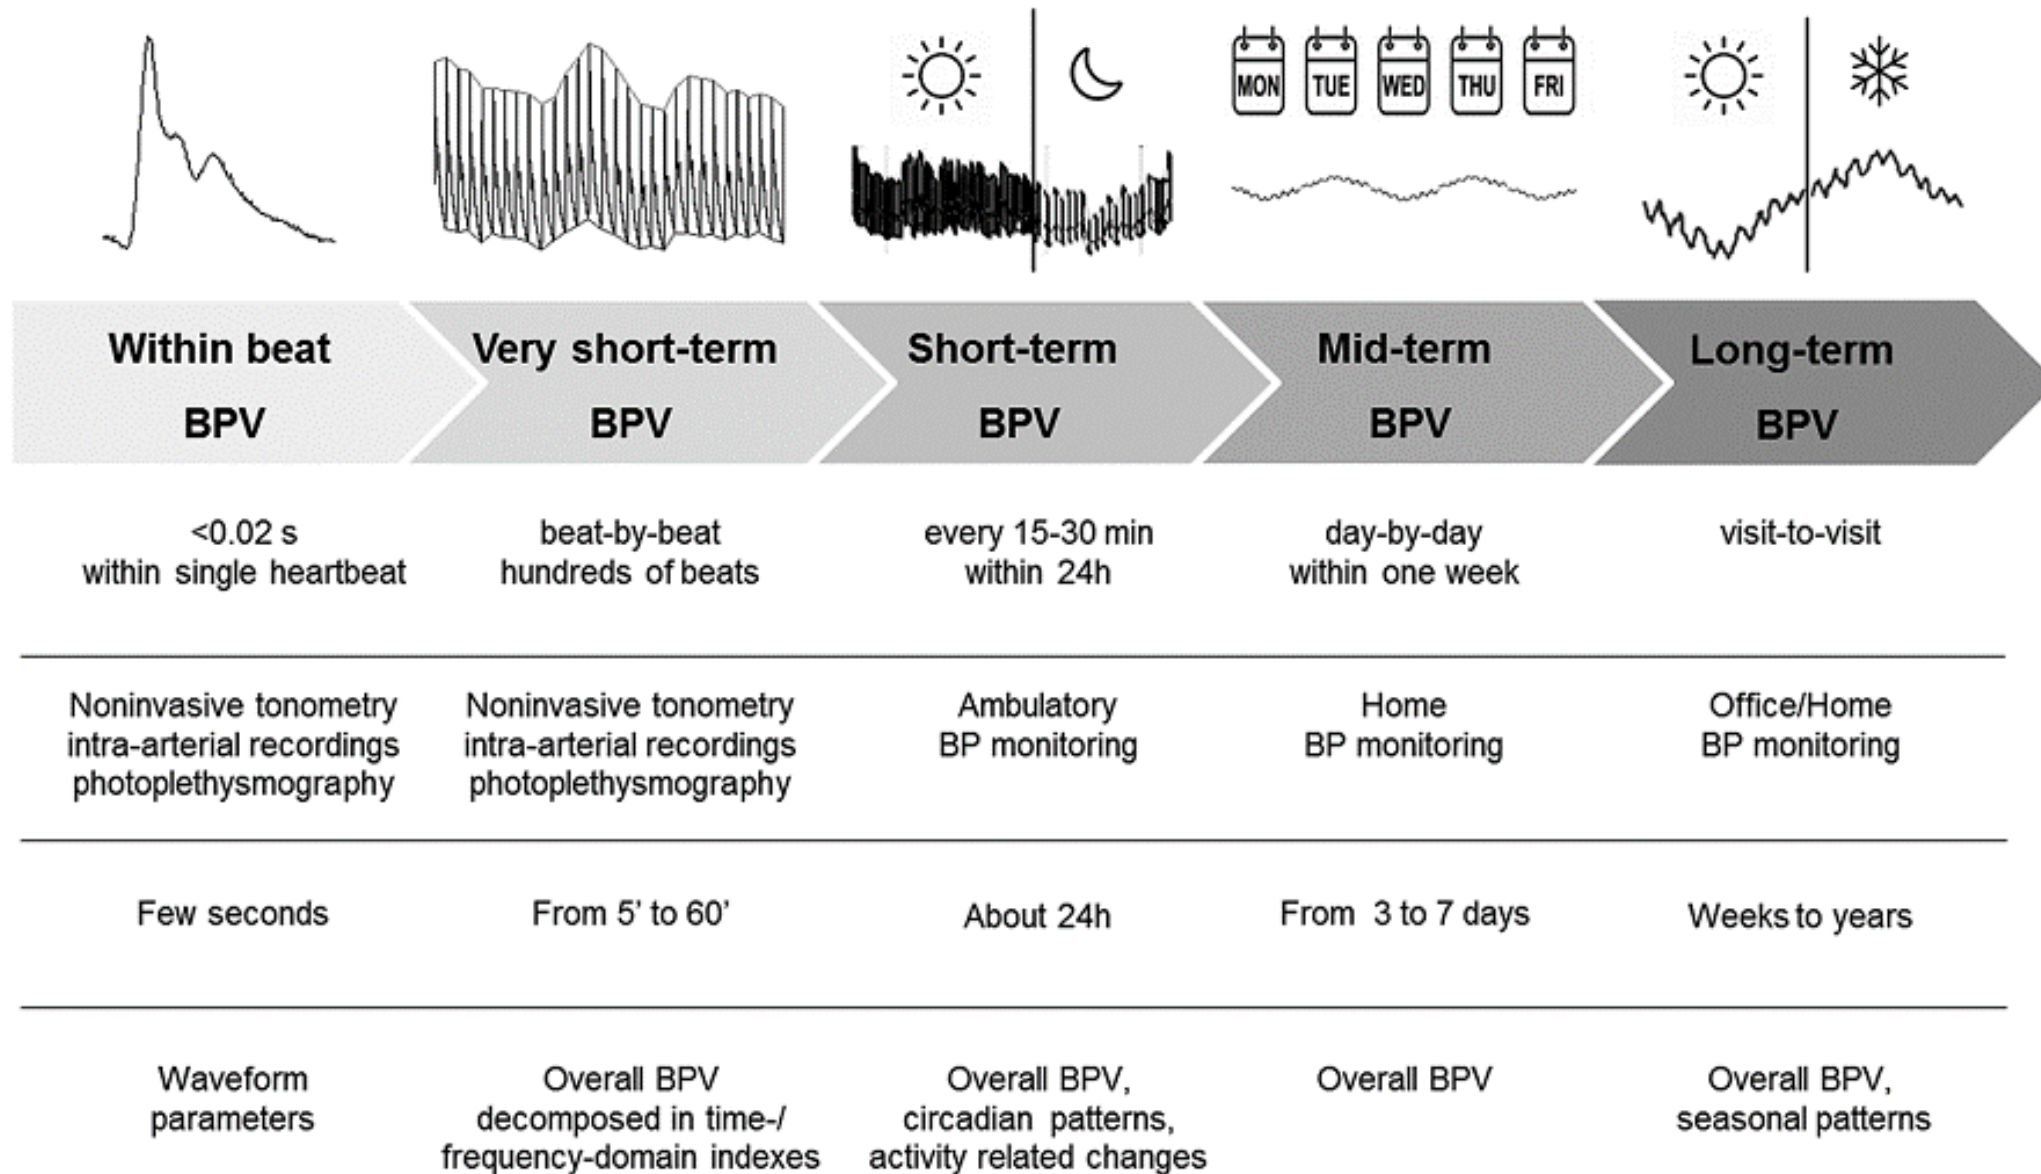 MON TUE WED THU FRI
Within beat
BPV
Very short-term
BPV
Short-term
BPV
Mid-term
BPV
Long-term
BPV
<0.02 s
within single heartbeat
beat-by-beat
hundreds of beats
every 15-30 min
within 24h
day-by-day
within one week
visit-to-visit
Noninvasive tonometry
intra-arterial recordings
photoplethysmography
Noninvasive tonometry
intra-arterial recordings
photoplethysmography
Ambulatory
BP monitoring
Home
BP monitoring
Office/Home
BP monitoring
Few seconds
From 5’ to 60’
About 24h
From 3 to 7 days
Weeks to years
Waveform
parameters
Overall BPV
decomposed in time-/
frequency-domain indexes
Overall BPV,
circadian patterns,
activity related changes
Overall BPV
Overall BPV,
seasonal patterns